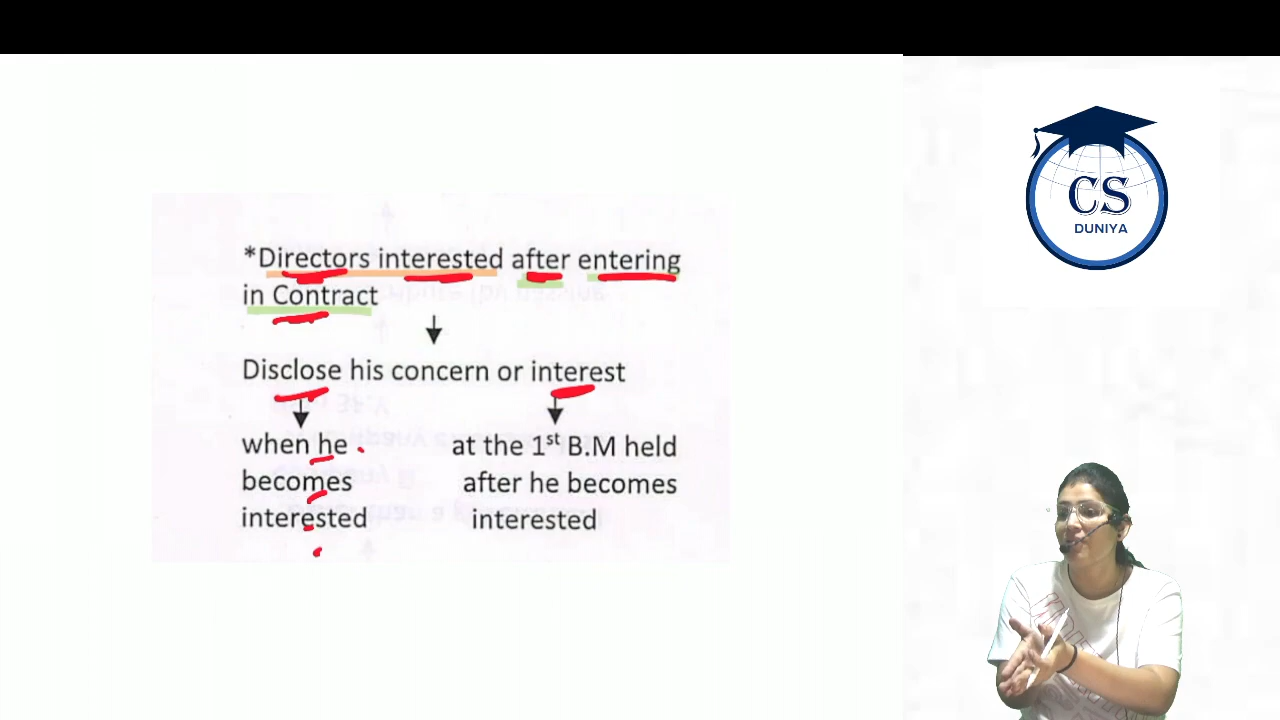 *Directors interested after entering
in Contract
Disclose his concern or interest
when he
becomes
interested
at the 1st B.M held
after he becomes
interested
CS
DUNIYA